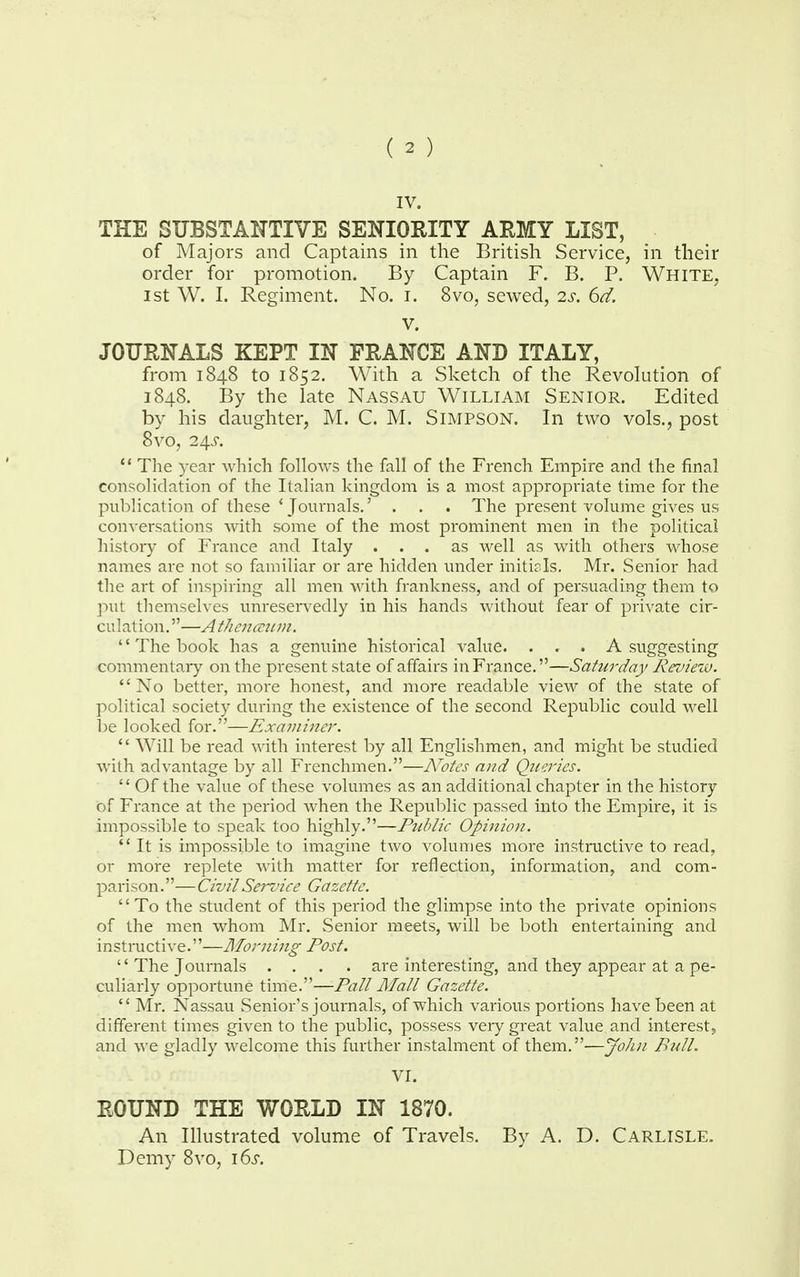 ( 2 )
IV.
THE SUBSTANTIVE SENIORITY ARMY LIST,
of Majors and Captains in the British Service, in their
order for promotion. By Captain F. B. P. WHITE,
1st W. I. Regiment. No. 1. 8vo, sewed, 2s. 6d.
V.
JOURNALS KEPT IN FRANCE AND ITALY,
from 1848 to 1852. With a Sketch of the Revolution of
1848. By the late NASSAU WILLIAM SENIOR. Edited
by his daughter, M. C. M. SIMPSON. In two vols., post
8vo, 24s.
“ The year which follows the fall of the French Empire and the final
consolidation of the Italian kingdom is a most appropriate time for the
publication of these ‘ Journals.’ . . . The present volume gives us
conversations with some of the most prominent men in the political
history of France and Italy . . . as well as with others whose
names are not so familiar or are hidden under initials. Mr. Senior had
the art of inspiring all men with frankness, and of persuading them to
put themselves unreservedly in his hands without fear of private cir-
culation.”—Athenæum.
“ The book has a genuine historical value. . . . A suggesting
commentary on the present state of affairs in France.”—Saturday Review.
“ No better, more honest, and more readable view of the state of
political society during the existence of the second Republic could well
be looked for.”—Examiner.
“ Will be read with interest by all Englishmen, and might be studied
with advantage by all Frenchmen.”—Notes and Queries.
“ Of the value of these volumes as an additional chapter in the history
of France at the period when the Republic passed into the Empire, it is
impossible to speak too highly.”—Public Opinion.
“ It is impossible to imagine two volumes more instructive to read,
or more replete with matter for reflection, information, and com-
parison.”—Civil Service Gazette.
“ To the student of this period the glimpse into the private opinions
of the men whom Mr. Senior meets, will be both entertaining and
instructive.”—Morning Post.
“ The Journals . . . . are interesting, and they appear at a pe-
culiarly opportune time.”—Pall Mall Gazette.
“ Mr. Nassau Senior’s journals, of which various portions have been at
different times given to the public, possess very great value and interest,
and we gladly welcome this further instalment of them.”—John Bull.
VI.
ROUND THE WORLD IN 1870.
An Illustrated volume of Travels. By A. D. CARLISLE.
Demy 8vo, 16s.